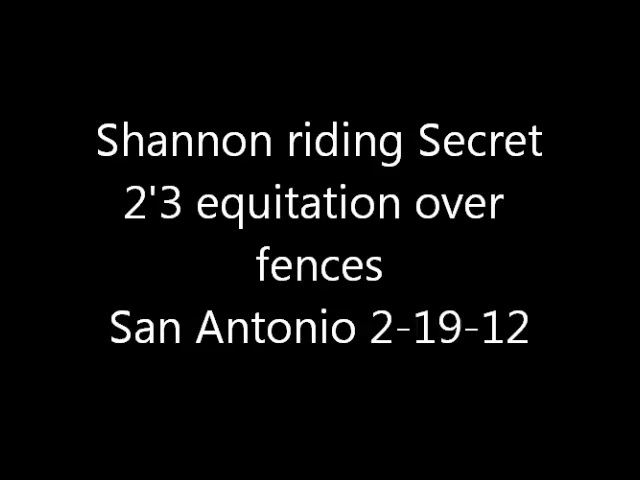 Shannon riding Secret
2'3 equitation over
fences
San Antonio 2-19-12